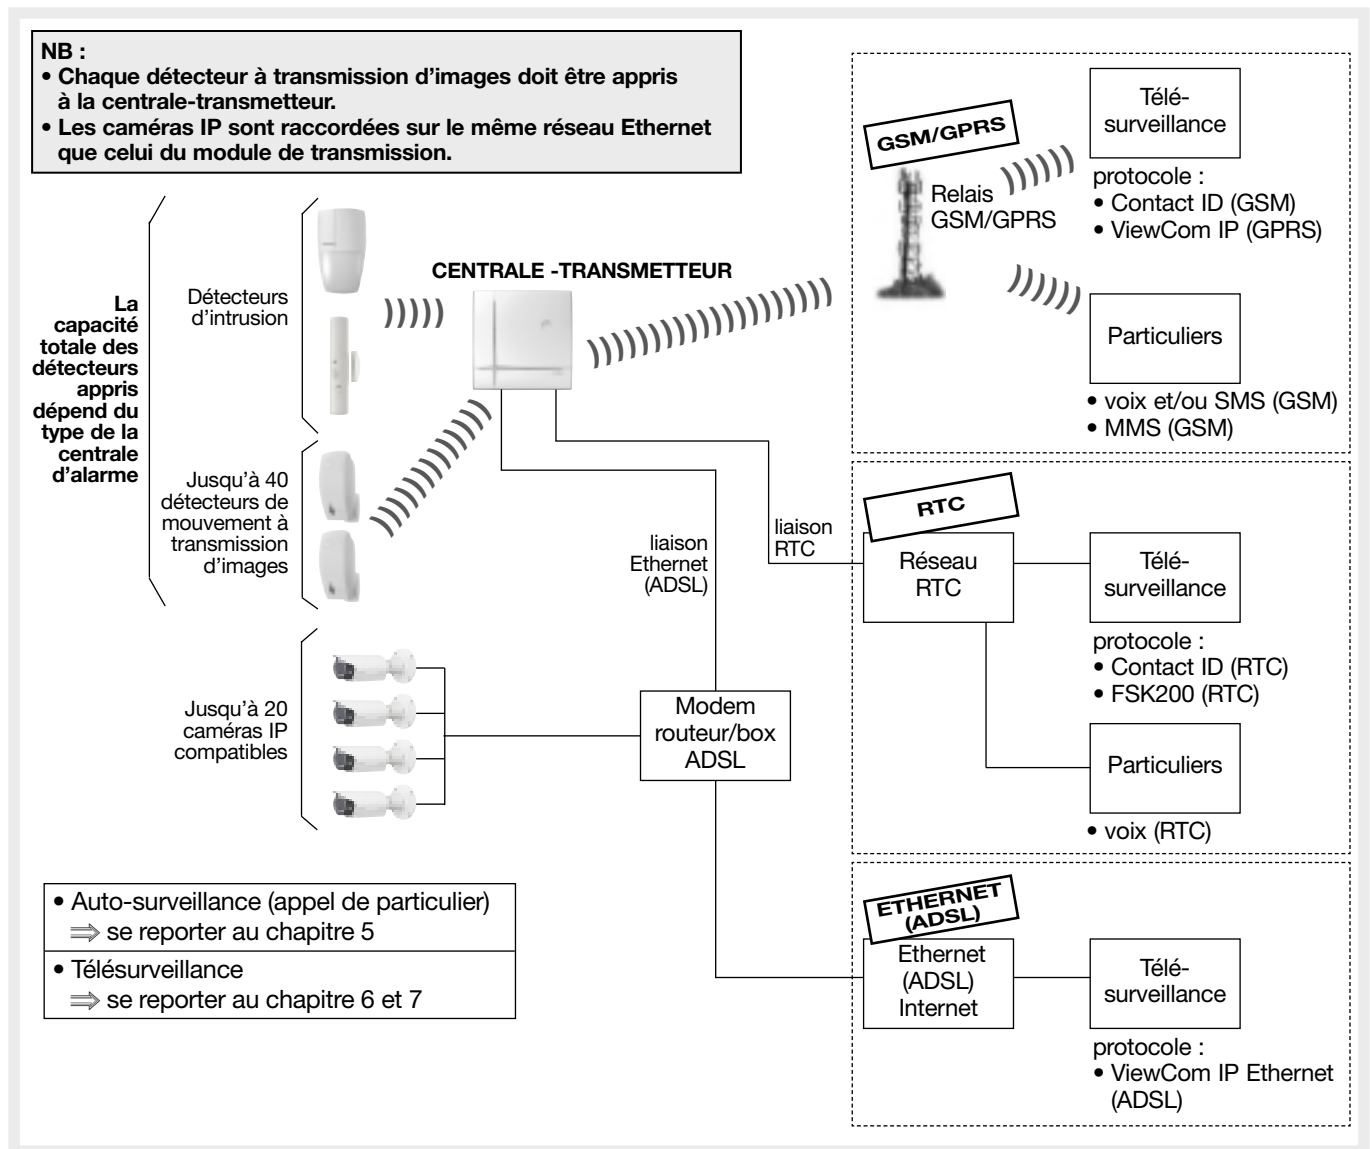 NB :
• Chaque détecteur à transmission d'images doit être appris
à la centrale-transmetteur.
• Les caméras IP sont raccordées sur le même réseau Ethernet
que celui du module de transmission.
La
capacité
totale des
détecteurs
appris
dépend du
type de la
centrale
d'alarme
Détecteurs
d'intrusion
Jusqu'à 40
détecteurs de
mouvement à
transmission
d'images
Jusqu'à 20
caméras IP
compatibles
CENTRALE -TRANSMETTEUR
liaison
Ethernet
(ADSL)
liaison
RTC
Modem
routeur/box
ADSL
GSM/GPRS
Relais
GSM/GPRS
Télé-
surveillance
protocole :
• Contact ID (GSM)
• ViewCom IP (GPRS)
Particuliers
• voix et/ou SMS (GSM)
• MMS (GSM)
RTC
Réseau
RTC
Télé-
surveillance
protocole :
• Contact ID (RTC)
• FSK200 (RTC)
Particuliers
• voix (RTC)
ETHERNET
(ADSL)
Ethernet
(ADSL)
Internet
Télé-
surveillance
protocole :
• ViewCom IP Ethernet
(ADSL)
• Auto-surveillance (appel de particulier)
⇒ se reporter au chapitre 5
• Télésurveillance
⇒ se reporter au chapitre 6 et 7